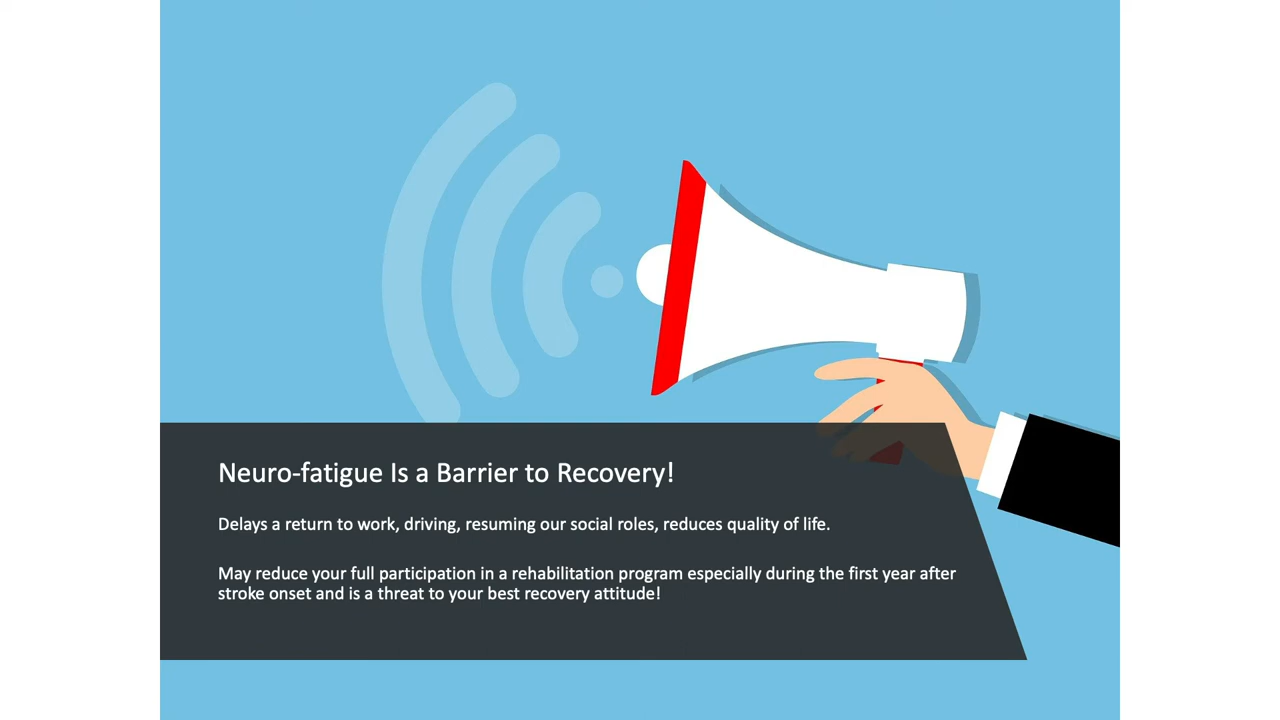 Neuro-fatigue Is a Barrier to Recovery!
Delays a return to work, driving, resuming our social roles, reduces quality of life.
May reduce your full participation in a rehabilitation program especially during the first year after
stroke onset and is a threat to your best recovery attitude!